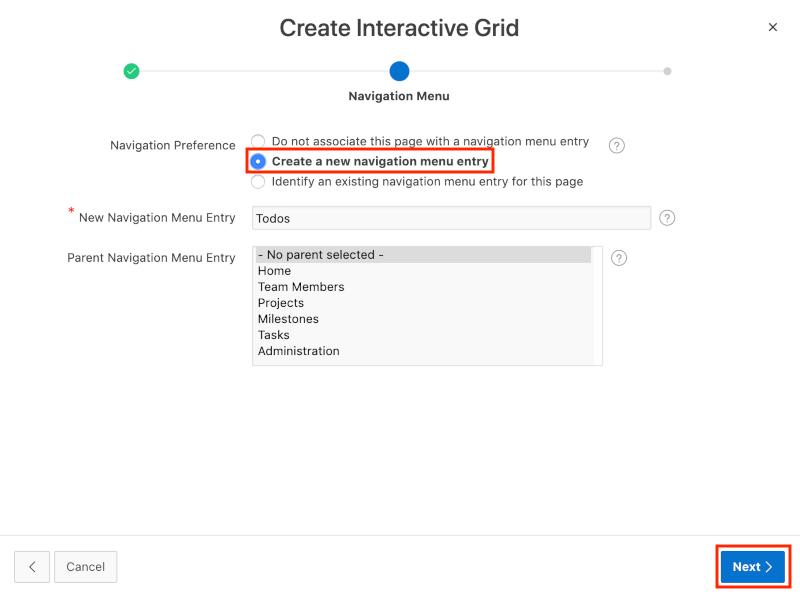 Create Interactive Grid
Navigation Menu
Navigation Preference
Do not associate this page with a navigation menu entry
Create a new navigation menu entry
Identify an existing navigation menu entry for this page
* New Navigation Menu Entry Todos
Parent Navigation Menu Entry
- No parent selected -
Home
Team Members
Projects
Milestones
Tasks
Administration
Cancel
Next